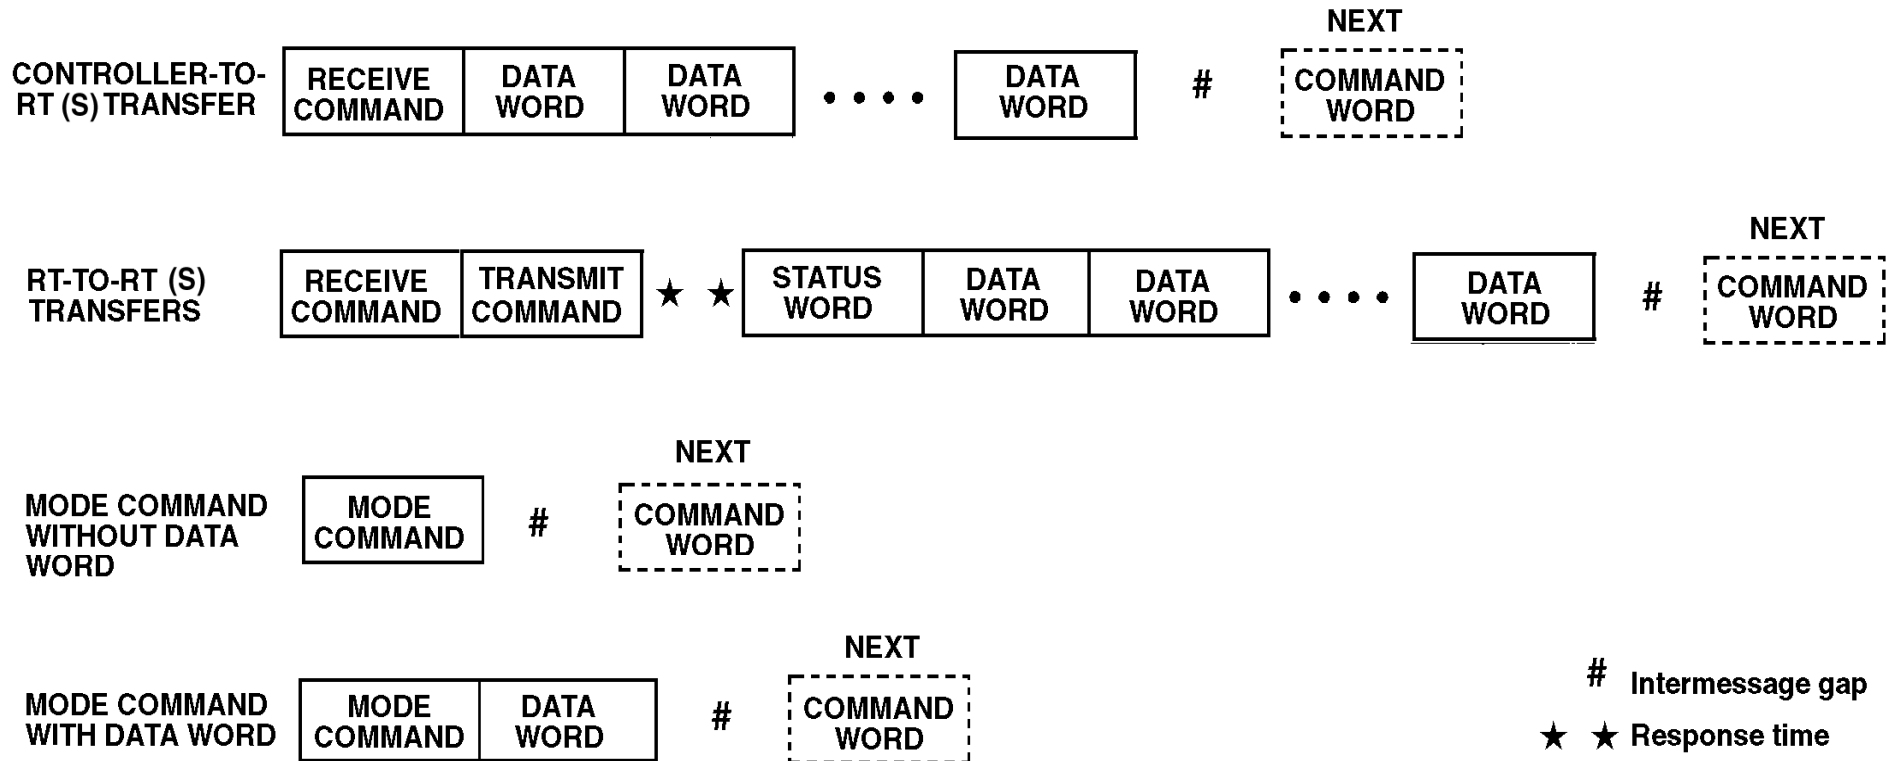 NEXT
CONTROLLER-TO-
RT (S) TRANSFER
RECEIVE
COMMAND
DATA
WORD
DATA
WORD
• • • •
DATA
WORD
#
COMMAND
WORD
NEXT
RT-TO-RT (S)
TRANSFERS
RECEIVE
COMMAND
TRANSMIT
COMMAND
★ ★
STATUS
WORD
DATA
WORD
DATA
WORD
• • • •
DATA
WORD
#
COMMAND
WORD
NEXT
MODE COMMAND
WITHOUT DATA
WORD
MODE
COMMAND
#
COMMAND
WORD
NEXT
MODE COMMAND
WITH DATA WORD
MODE
COMMAND
DATA
WORD
#
COMMAND
WORD
# Intermessage gap
★ ★ Response time